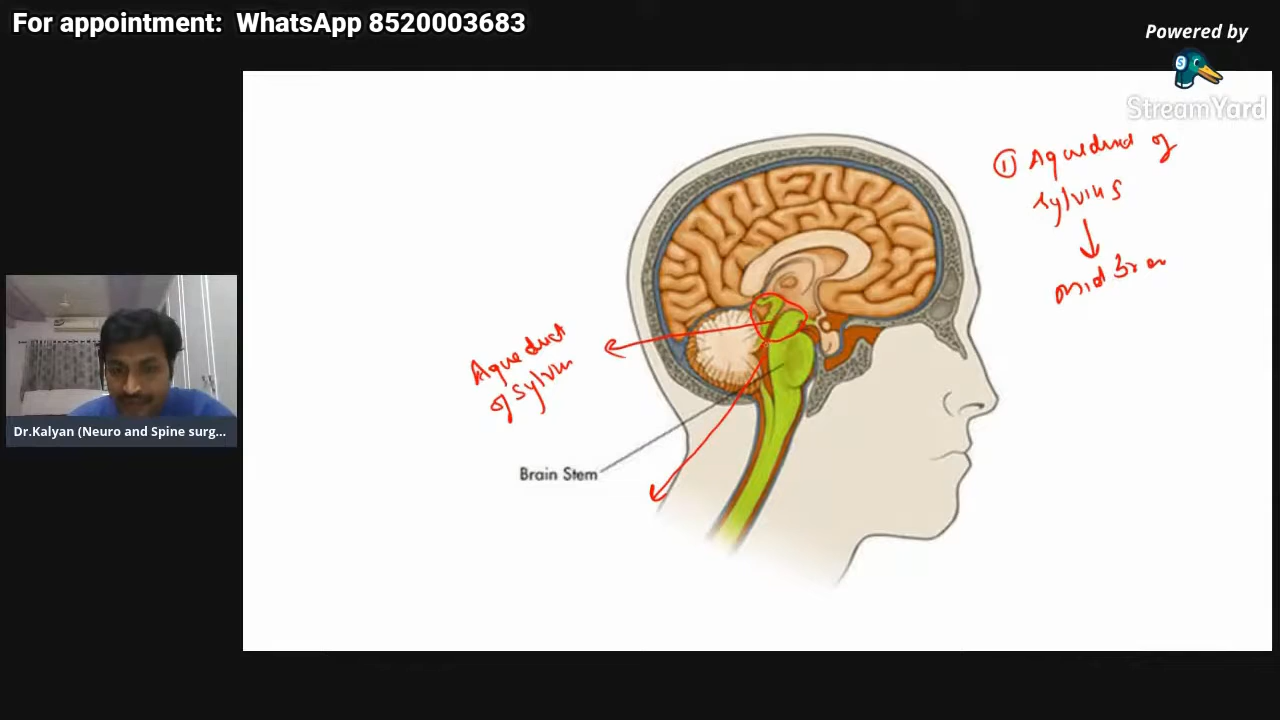 For appointment: WhatsApp 8520003683
Powered by
StreamYard
① Aqueduct of
Sylvius
Aqueduct
of Sylvius
Brain Stem
Dr.Kalyan (Neuro and Spine surg...